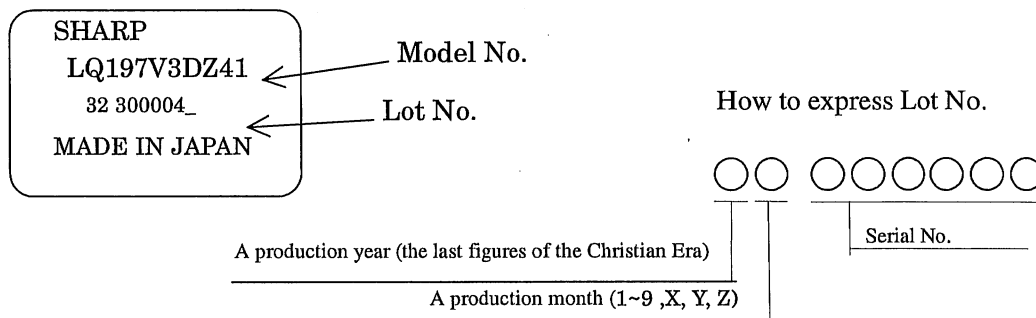 SHARP
LQ197V3DZ41
32 300004_
MADE IN JAPAN
Model No.
Lot No.
How to express Lot No.
Serial No.
A production year (the last figures of the Christian Era)
A production month (1~9 ,X, Y, Z)